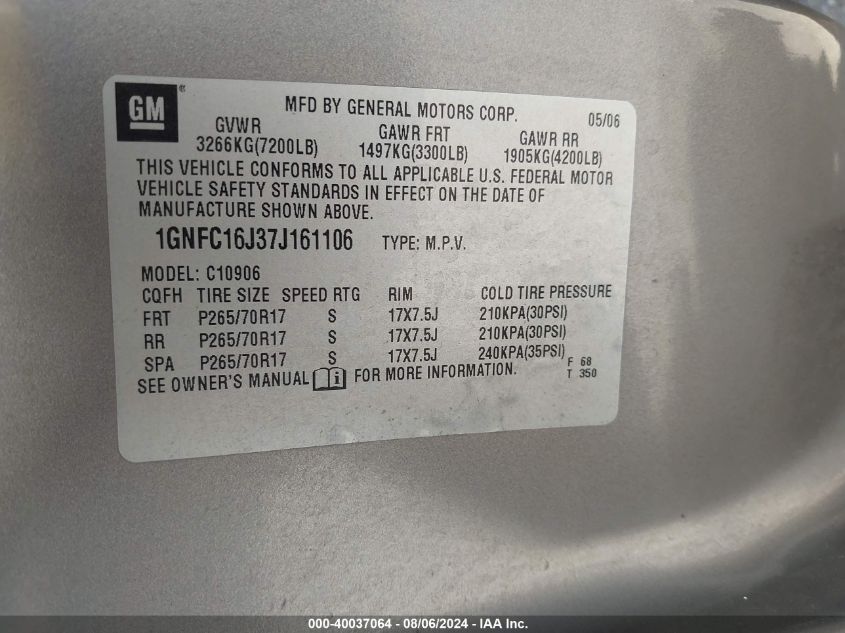 GM ®
MFD BY GENERAL MOTORS CORP. 05/06
GVWR GAWR FRT GAWR RR
3266KG(7200LB) 1497KG(3300LB) 1905KG(4200LB)
THIS VEHICLE CONFORMS TO ALL APPLICABLE U.S. FEDERAL MOTOR
VEHICLE SAFETY STANDARDS IN EFFECT ON THE DATE OF
MANUFACTURE SHOWN ABOVE.
1GNFC16J37J161106 TYPE: M.P.V.
MODEL: C10906
CQFH TIRE SIZE SPEED RTG RIM COLD TIRE PRESSURE
FRT P265/70R17 S 17X7.5J 210KPA(30PSI)
RR P265/70R17 S 17X7.5J 210KPA(30PSI)
SPA P265/70R17 S 17X7.5J 240KPA(35PSI) F 68
SEE OWNER'S MANUAL i FOR MORE INFORMATION. T 350
000-40037064 - 08/06/2024 - IAA Inc.